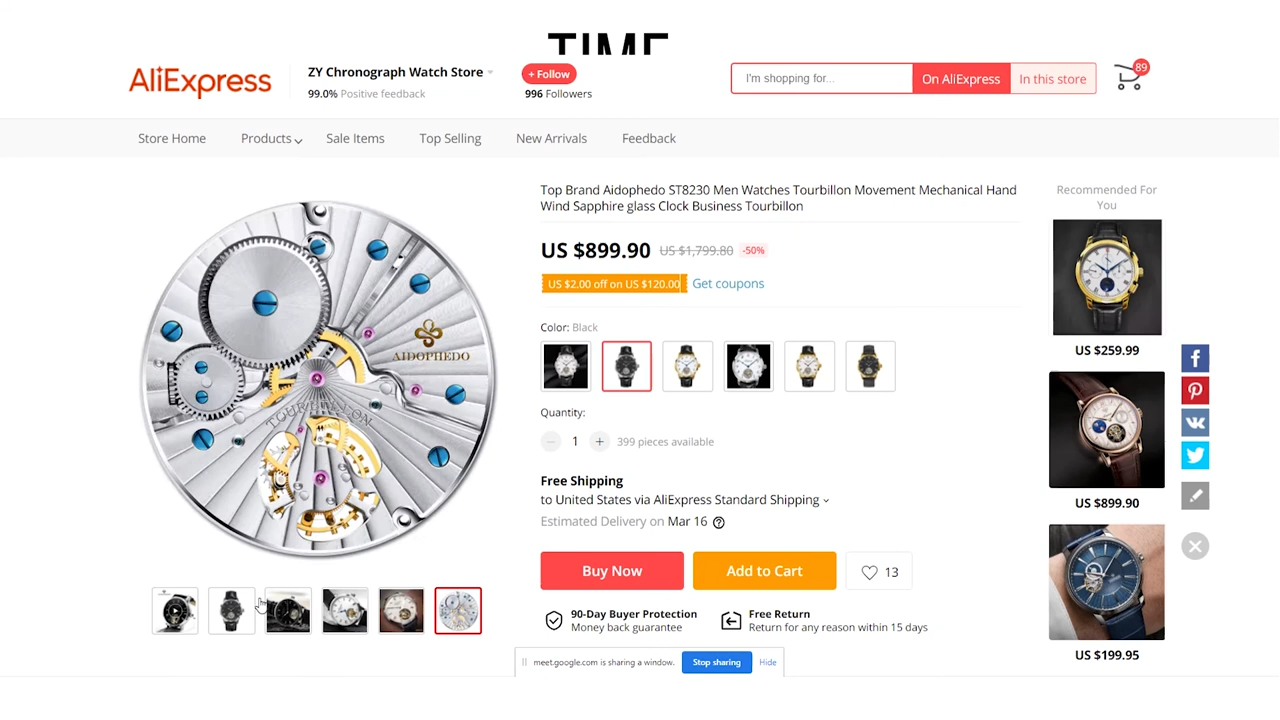 TIME
AliExpress
ZY Chronograph Watch Store
+ Follow
99.0% Positive feedback
996 Followers
I'm shopping for...
On AliExpress
In this store
89
Store Home
Products
Sale Items
Top Selling
New Arrivals
Feedback
AIDOPHEDO
TOURBILLON
Top Brand Aidophedo ST8230 Men Watches Tourbillon Movement Mechanical Hand
Wind Sapphire glass Clock Business Tourbillon
US $899.90 US $1,799.80 -50%
US $2.00 off on US $120.00 Get coupons
Color: Black
Quantity:
1
399 pieces available
Free Shipping
to United States via AliExpress Standard Shipping
Estimated Delivery on Mar 16
Buy Now
Add to Cart
13
90-Day Buyer Protection
Money back guarantee
Free Return
Return for any reason within 15 days
Recommended For
You
US $259.99
US $899.90
US $199.95
meet.google.com is sharing a window.
Stop sharing
Hide